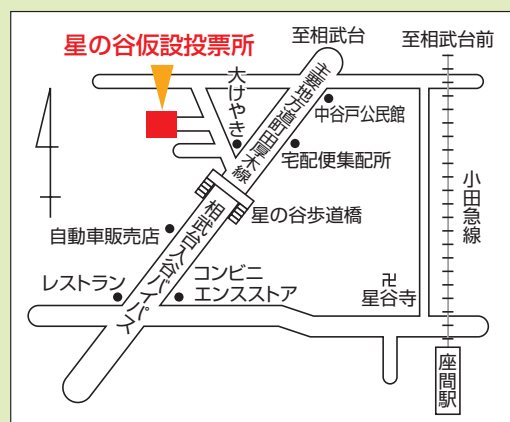 星の谷仮設投票所
至相武台
至相武台前
大けやき
主要地方道町田厚木線
中谷戸公民館
宅配便集配所
小田急線
星の谷歩道橋
自動車販売店
相武台入谷バイパス
レストラン
コンビニ
エンスストア
卍
星谷寺
座間駅